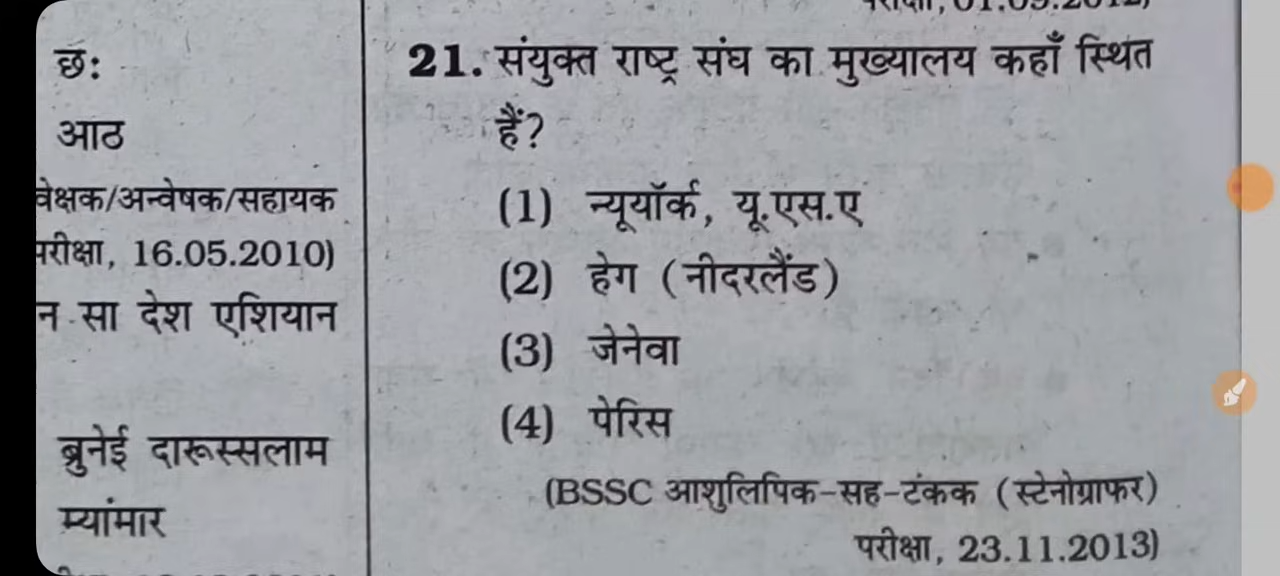 छः
आठ
वेक्षक/अन्वेषक/सहायक
परीक्षा, 16.05.2010)
न सा देश एशियान
ब्रुनेई दारूस्सलाम
म्यांमार
21. संयुक्त राष्ट्र संघ का मुख्यालय कहाँ स्थित
हैं?
(1) न्यूयॉर्क, यू.एस.ए
(2) हेग (नीदरलैंड)
(3) जेनेवा
(4) पेरिस
(BSSC आशुलिपिक-सह-टंकक (स्टेनोग्राफर)
परीक्षा, 23.11.2013)